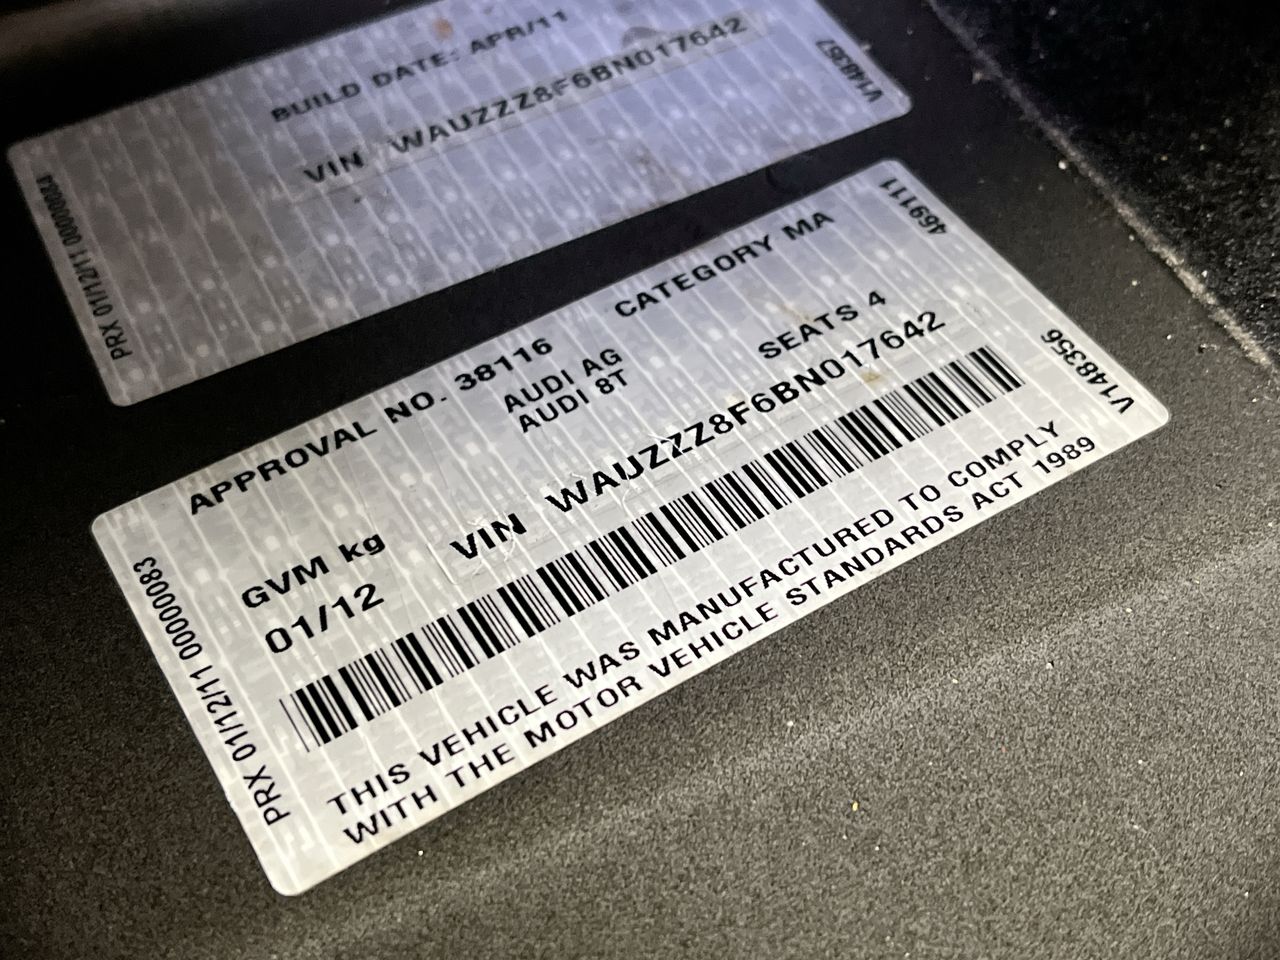 BUILD DATE: APR/11
VIN WAUZZZ8F6BN017642
V148357
PRX 01/12/11 00000084
APPROVAL NO. 38116
CATEGORY MA
469111
AUDI AG
AUDI 8T
SEATS 4
GVM kg
01/12
VIN WAUZZZ8F6BN017642
V148356
PRX 01/12/11 00000083
THIS VEHICLE WAS MANUFACTURED TO COMPLY
WITH THE MOTOR VEHICLE STANDARDS ACT 1989